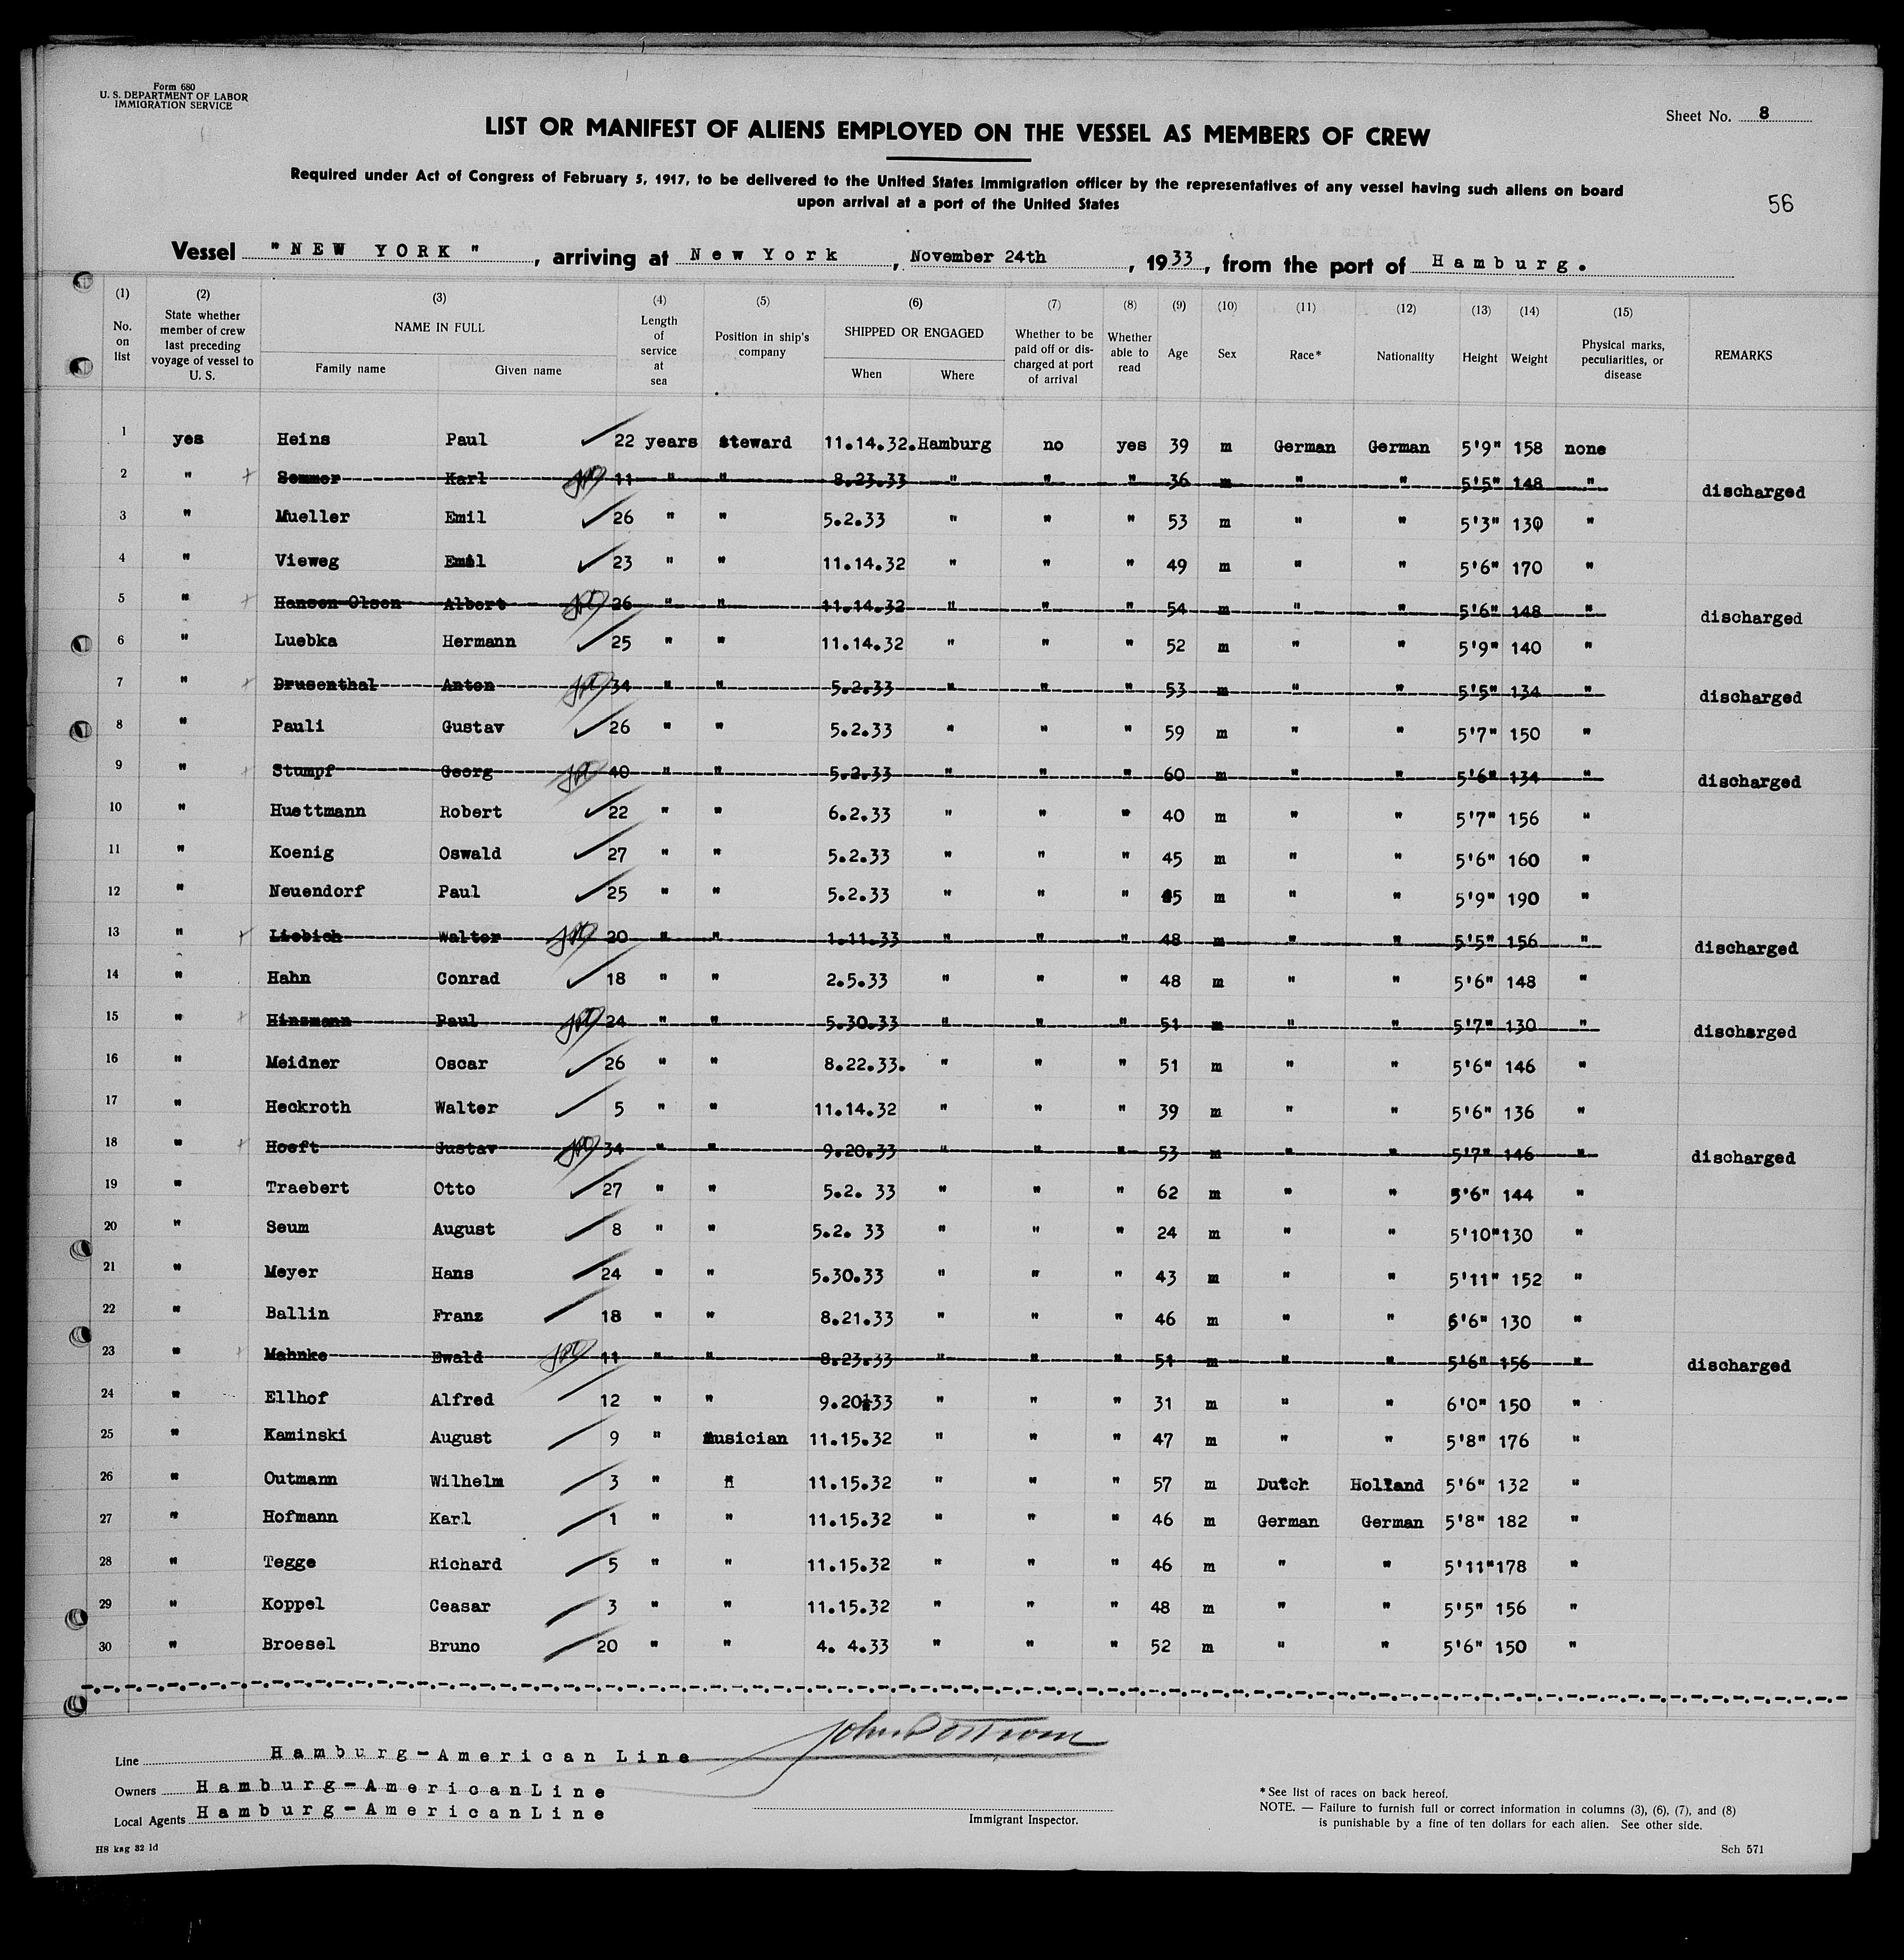 Form 680
U. S. DEPARTMENT OF LABOR
IMMIGRATION SERVICE
Sheet No. 8
LIST OR MANIFEST OF ALIENS EMPLOYED ON THE VESSEL AS MEMBERS OF CREW
Required under Act of Congress of February 5, 1917, to be delivered to the United States Immigration officer by the representatives of any vessel having such aliens on board
upon arrival at a port of the United States
56
Vessel "NEW YORK", arriving at New York, November 24th, 1933, from the port of Hamburg.
(1) (2) (3) (4) (5) (6) (7) (8) (9) (10) (11) (12) (13) (14) (15)
No. on list State whether member of crew last preceding voyage of vessel to U. S. NAME IN FULL Family name Given name Length of service at sea Position in ship's company SHIPPED OR ENGAGED When Where Whether to be paid off or discharged at port of arrival Whether able to read Age Sex Race* Nationality Height Weight Physical marks, peculiarities, or disease REMARKS
1 yes Heins Paul 22 years steward 11.14.32. Hamburg no yes 39 m German German 5'9" 158 none
2 " Sommer Karl 11 " " 8.23.33 " " " 36 m " " 5'5" 148 " discharged
3 " Mueller Emil 26 " " 5.2.33 " " " 53 m " " 5'3" 130 "
4 " Vieweg Emil 23 " " 11.14.32 " " " 49 m " " 5'6" 170 "
5 " Hansen Olsen Albert 26 " " 11.14.32 " " " 54 m " " 5'6" 148 " discharged
6 " Luebka Hermann 25 " " 11.14.32 " " " 52 m " " 5'9" 140 "
7 " Drusenthal Anton 34 " " 5.2.33 " " " 53 m " " 5'5" 134 " discharged
8 " Pauli Gustav 26 " " 5.2.33 " " " 59 m " " 5'7" 150 "
9 " Stumpf Georg 40 " " 5.2.33 " " " 60 m " " 5'6" 134 " discharged
10 " Huettmann Robert 22 " " 6.2.33 " " " 40 m " " 5'7" 156 "
11 " Koenig Oswald 27 " " 5.2.33 " " " 45 m " " 5'6" 160 "
12 " Neuendorf Paul 25 " " 5.2.33 " " " 45 m " " 5'9" 190 "
13 " Liebich Walter 20 " " 1.11.33 " " " 48 m " " 5'5" 156 " discharged
14 " Hahn Conrad 18 " " 2.5.33 " " " 48 m " " 5'6" 148 "
15 " Hinzmann Paul 24 " " 5.30.33 " " " 51 m " " 5'7" 130 " discharged
16 " Meidner Oscar 26 " " 8.22.33. " " " 51 m " " 5'6" 146 "
17 " Heckroth Walter 5 " " 11.14.32 " " " 39 m " " 5'6" 136 "
18 " Hoeft Gustav 34 " " 9.20.33 " " " 53 m " " 5'7" 146 " discharged
19 " Traebert Otto 27 " " 5.2. 33 " " " 62 m " " 5'6" 144 "
20 " Seum August 8 " " 5.2. 33 " " " 24 m " " 5'10" 130 "
21 " Meyer Hans 24 " " 5.30.33 " " " 43 m " " 5'11" 152 "
22 " Ballin Franz 18 " " 8.21.33 " " " 46 m " " 5'6" 130 "
23 " Mahnke Ewald 11 " " 8.23.33 " " " 51 m " " 5'6" 156 " discharged
24 " Ellhof Alfred 12 " " 9.20.33 " " " 31 m " " 6'0" 150 "
25 " Kaminski August 9 " musician 11.15.32 " " " 47 m " " 5'8" 176 "
26 " Outmann Wilhelm 3 " " 11.15.32 " " " 57 m Dutch Holland 5'6" 132 "
27 " Hofmann Karl 1 " " 11.15.32 " " " 46 m German German 5'8" 182 "
28 " Tegge Richard 5 " " 11.15.32 " " " 46 m " " 5'11" 178 "
29 " Koppel Ceasar 3 " " 11.15.32 " " " 48 m " " 5'5" 156 "
30 " Broesel Bruno 20 " " 4. 4.33 " " " 52 m " " 5'6" 150 "
Line Hamburg-American Line
Owners Hamburg-American Line
Local Agents Hamburg-American Line
Immigrant Inspector.
*See list of races on back hereof.
NOTE. — Failure to furnish full or correct information in columns (3), (6), (7), and (8)
is punishable by a fine of ten dollars for each alien. See other side.
H8 kag 32 1d
Sch 571